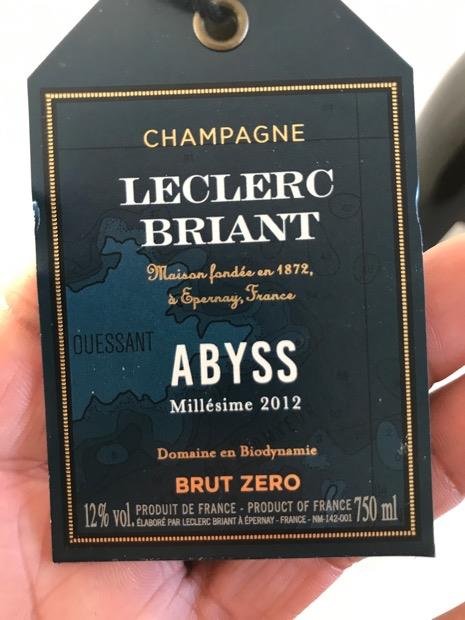 CHAMPAGNE
LECLERC
BRIANT
Maison fondée en 1872,
à Epernay, France
OUESSANT
ABYSS
Millésime 2012
Domaine en Biodynamie
BRUT ZERO
12% vol. PRODUIT DE FRANCE - PRODUCT OF FRANCE 750 ml
ÉLABORÉ PAR LECLERC BRIANT À ÉPERNAY - FRANCE - NM-142-001